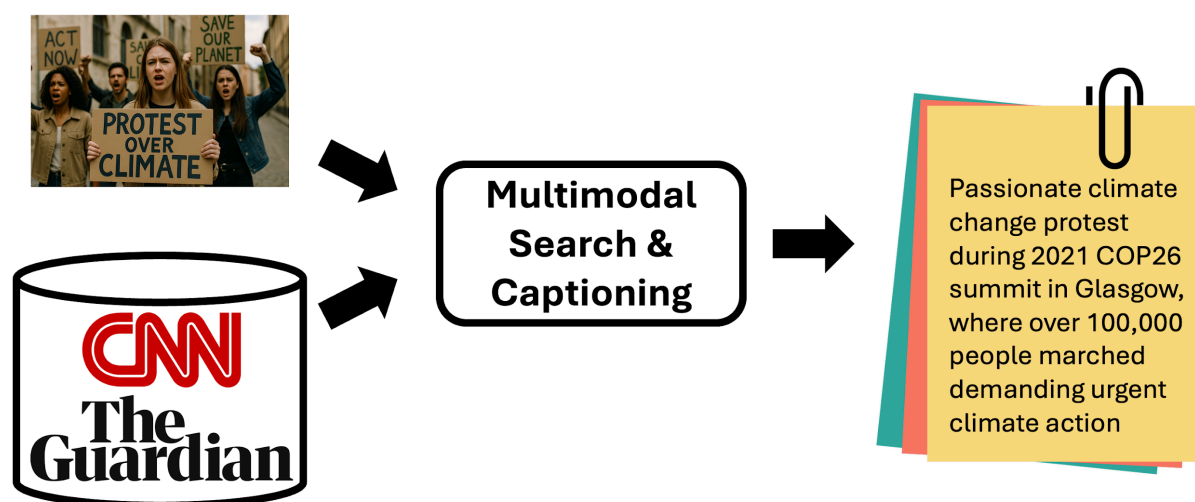 ACT
NOW
SAVE
OUR
PLANET
PROTEST
OVER
CLIMATE
CNN
The
Guardian
Multimodal
Search &
Captioning
Passionate climate
change protest
during 2021 COP26
summit in Glasgow,
where over 100,000
people marched
demanding urgent
climate action